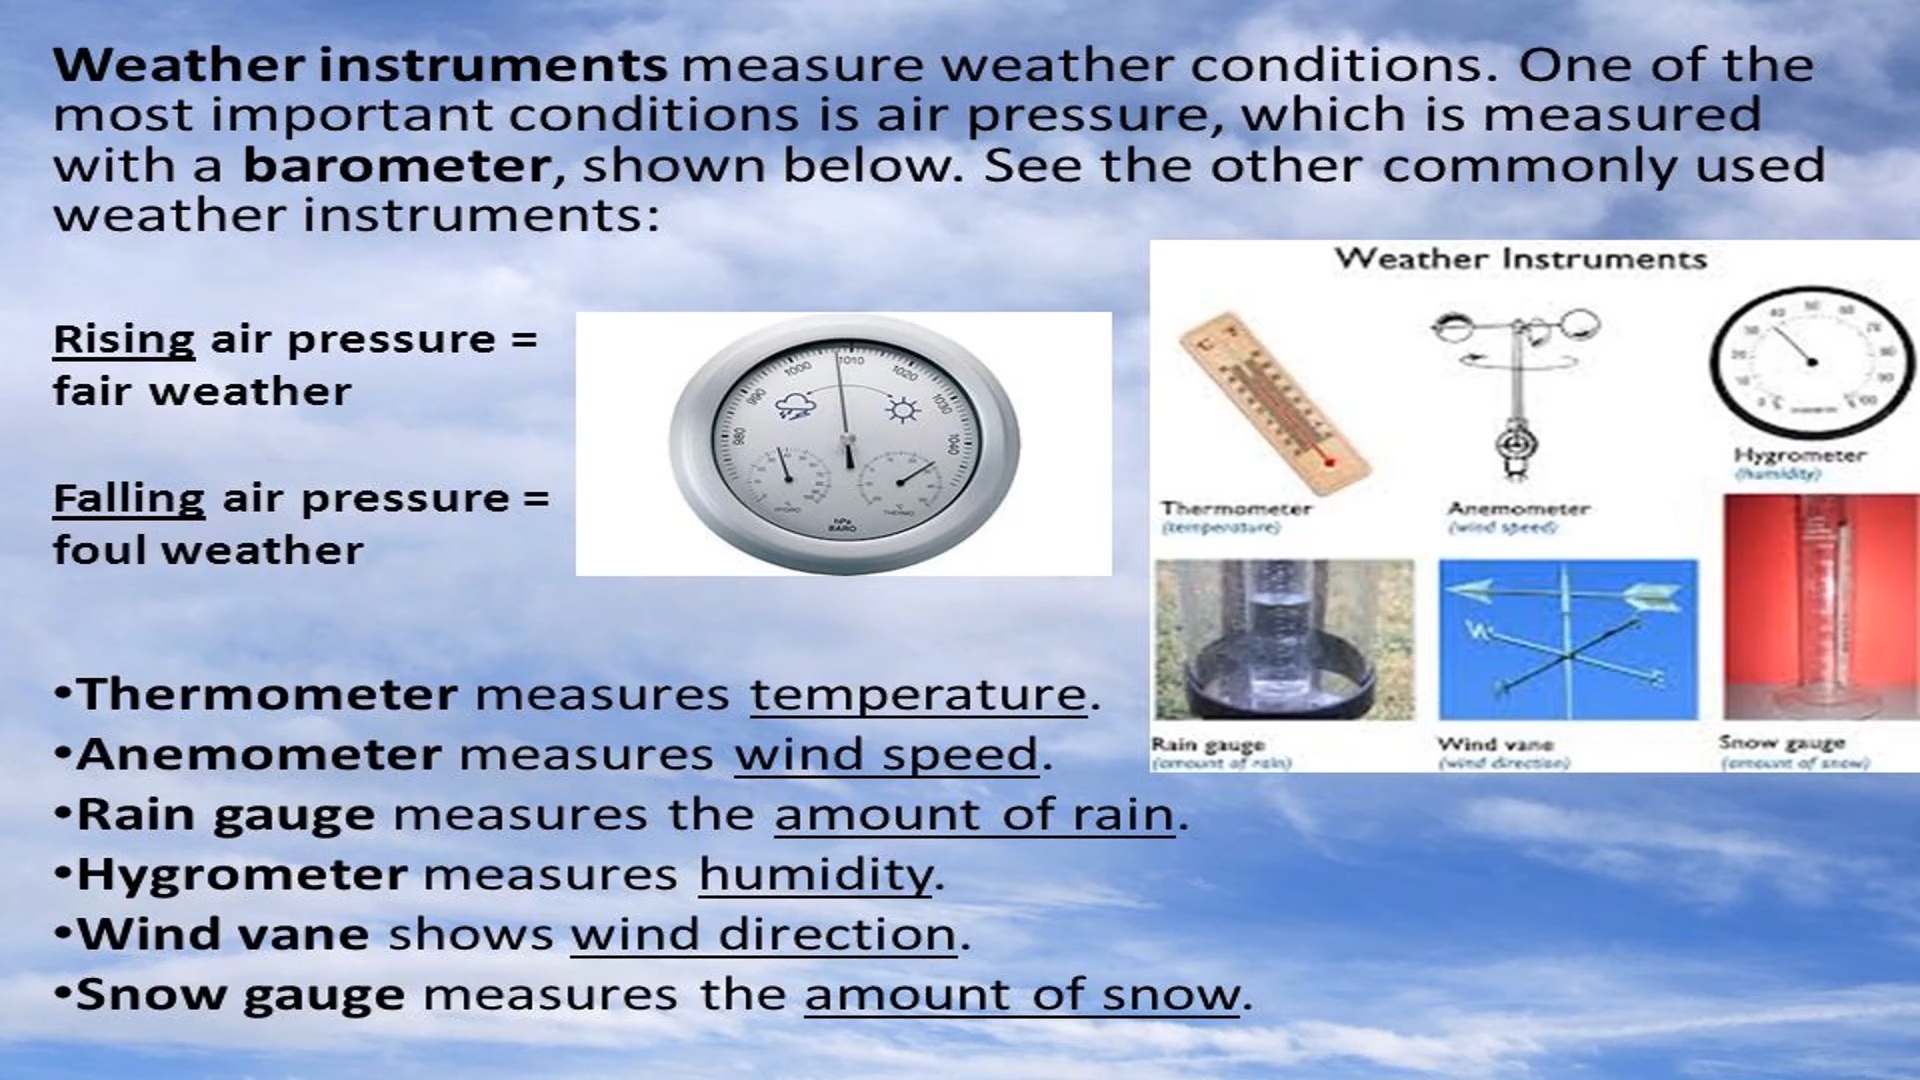 Weather instruments measure weather conditions. One of the
most important conditions is air pressure, which is measured
with a barometer, shown below. See the other commonly used
weather instruments:
Rising air pressure =
fair weather
Falling air pressure =
foul weather
980
990
1000
1010
1020
1030
1040
hPa
BARO
HYGRO
°C
THERMO
Weather Instruments
Thermometer
(temperature)
Anemometer
(wind speed)
Hygrometer
(humidity)
Rain gauge
(amount of rain)
W
Wind vane
(wind direction)
Snow gauge
(amount of snow)
•Thermometer measures temperature.
•Anemometer measures wind speed.
•Rain gauge measures the amount of rain.
•Hygrometer measures humidity.
•Wind vane shows wind direction.
•Snow gauge measures the amount of snow.